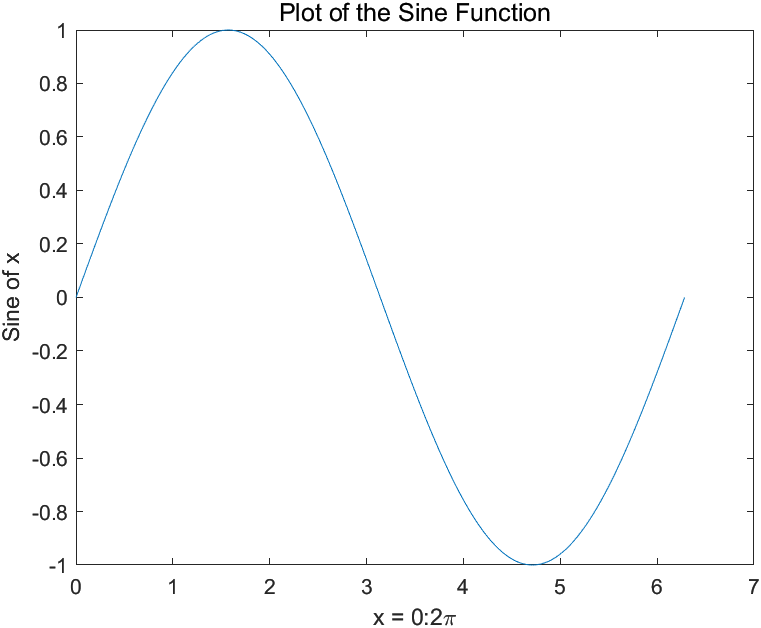 Plot of the Sine Function
1
0.8
0.6
0.4
0.2
0
-0.2
-0.4
-0.6
-0.8
-1
Sine of x
0 1 2 3 4 5 6 7
x = 0:2π